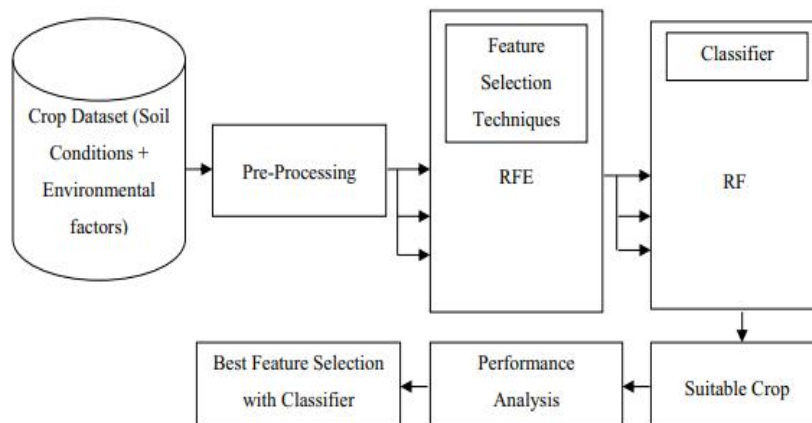 Crop Dataset (Soil
Conditions +
Environmental
factors)
Pre-Processing
Feature
Selection
Techniques
RFE
Classifier
RF
Suitable Crop
Performance
Analysis
Best Feature Selection
with Classifier